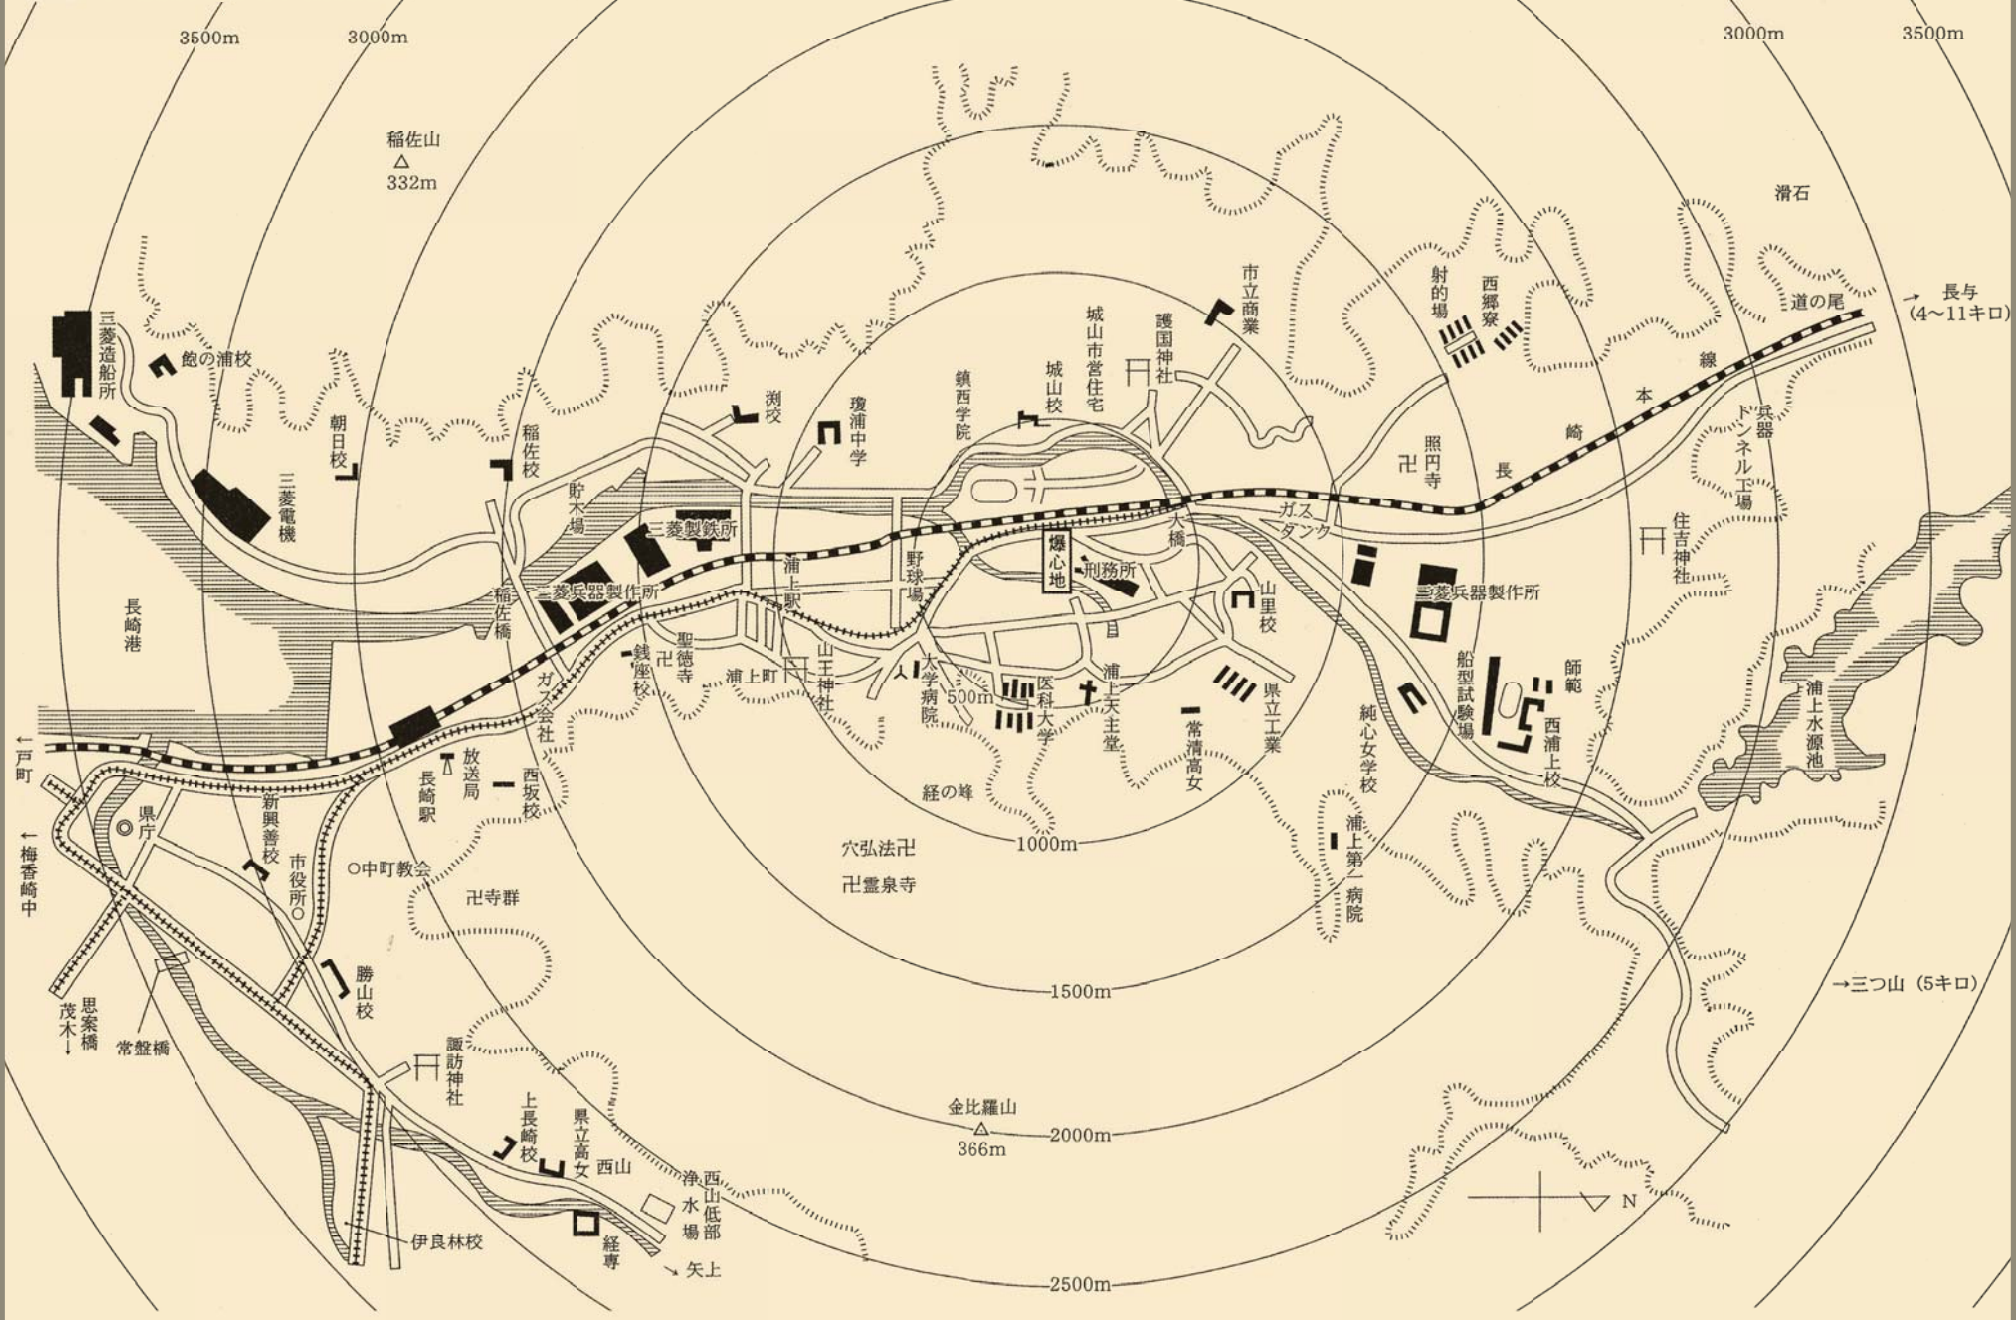 3500m
3000m
3000m
3500m
稲佐山
332m
滑石
長与
(4〜11キロ)
道の尾
三菱造船所
飽の浦校
朝日校
三菱電機
稲佐校
貯木場
渕校
瓊浦中学
鎮西学院
城山校
城山市営住宅
護国神社
市立商業
射的場
西郷寮
照円寺
長
崎
本
線
兵器
トンネル工場
住吉神社
浦上水源池
長崎港
稲佐橋
三菱製鉄所
三菱兵器製作所
浦上駅
野球場
爆心地
刑務所
大橋
ガス
タンク
山里校
三菱兵器製作所
船型試験場
師範
西浦上校
純心女学校
浦上第一病院
県立工業
常清高女
浦上天主堂
医科大学
500m
大学病院
山王神社
浦上町
聖徳寺
銭座校
ガス会社
西坂校
放送局
長崎駅
←戸町
←梅香崎中
県庁
新興善校
市役所
中町教会
卍寺群
経の峰
穴弘法卍
卍霊泉寺
1000m
1500m
2000m
2500m
金比羅山
366m
→三つ山 (5キロ)
勝山校
思案橋
茂木→
常盤橋
諏訪神社
上長崎校
県立高女
西山
西山低部
浄水場
経専
→矢上
伊良林校
N